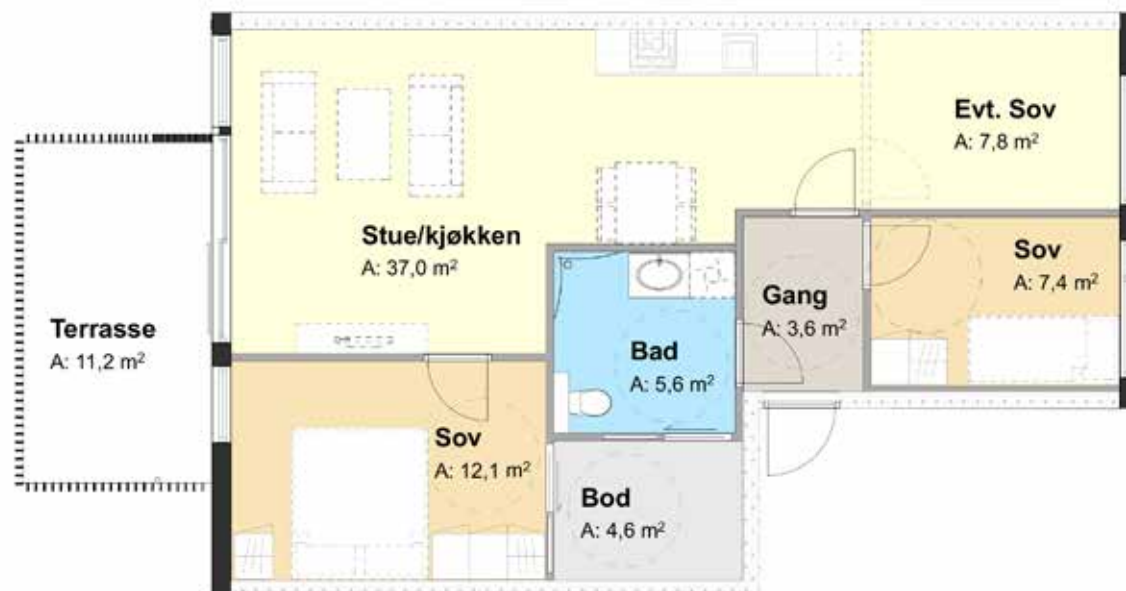 Evt. Sov
A: 7,8 m²
Stue/kjøkken
A: 37,0 m²
Sov
A: 7,4 m²
Gang
A: 3,6 m²
Terrasse
A: 11,2 m²
Bad
A: 5,6 m²
Sov
A: 12,1 m²
Bod
A: 4,6 m²